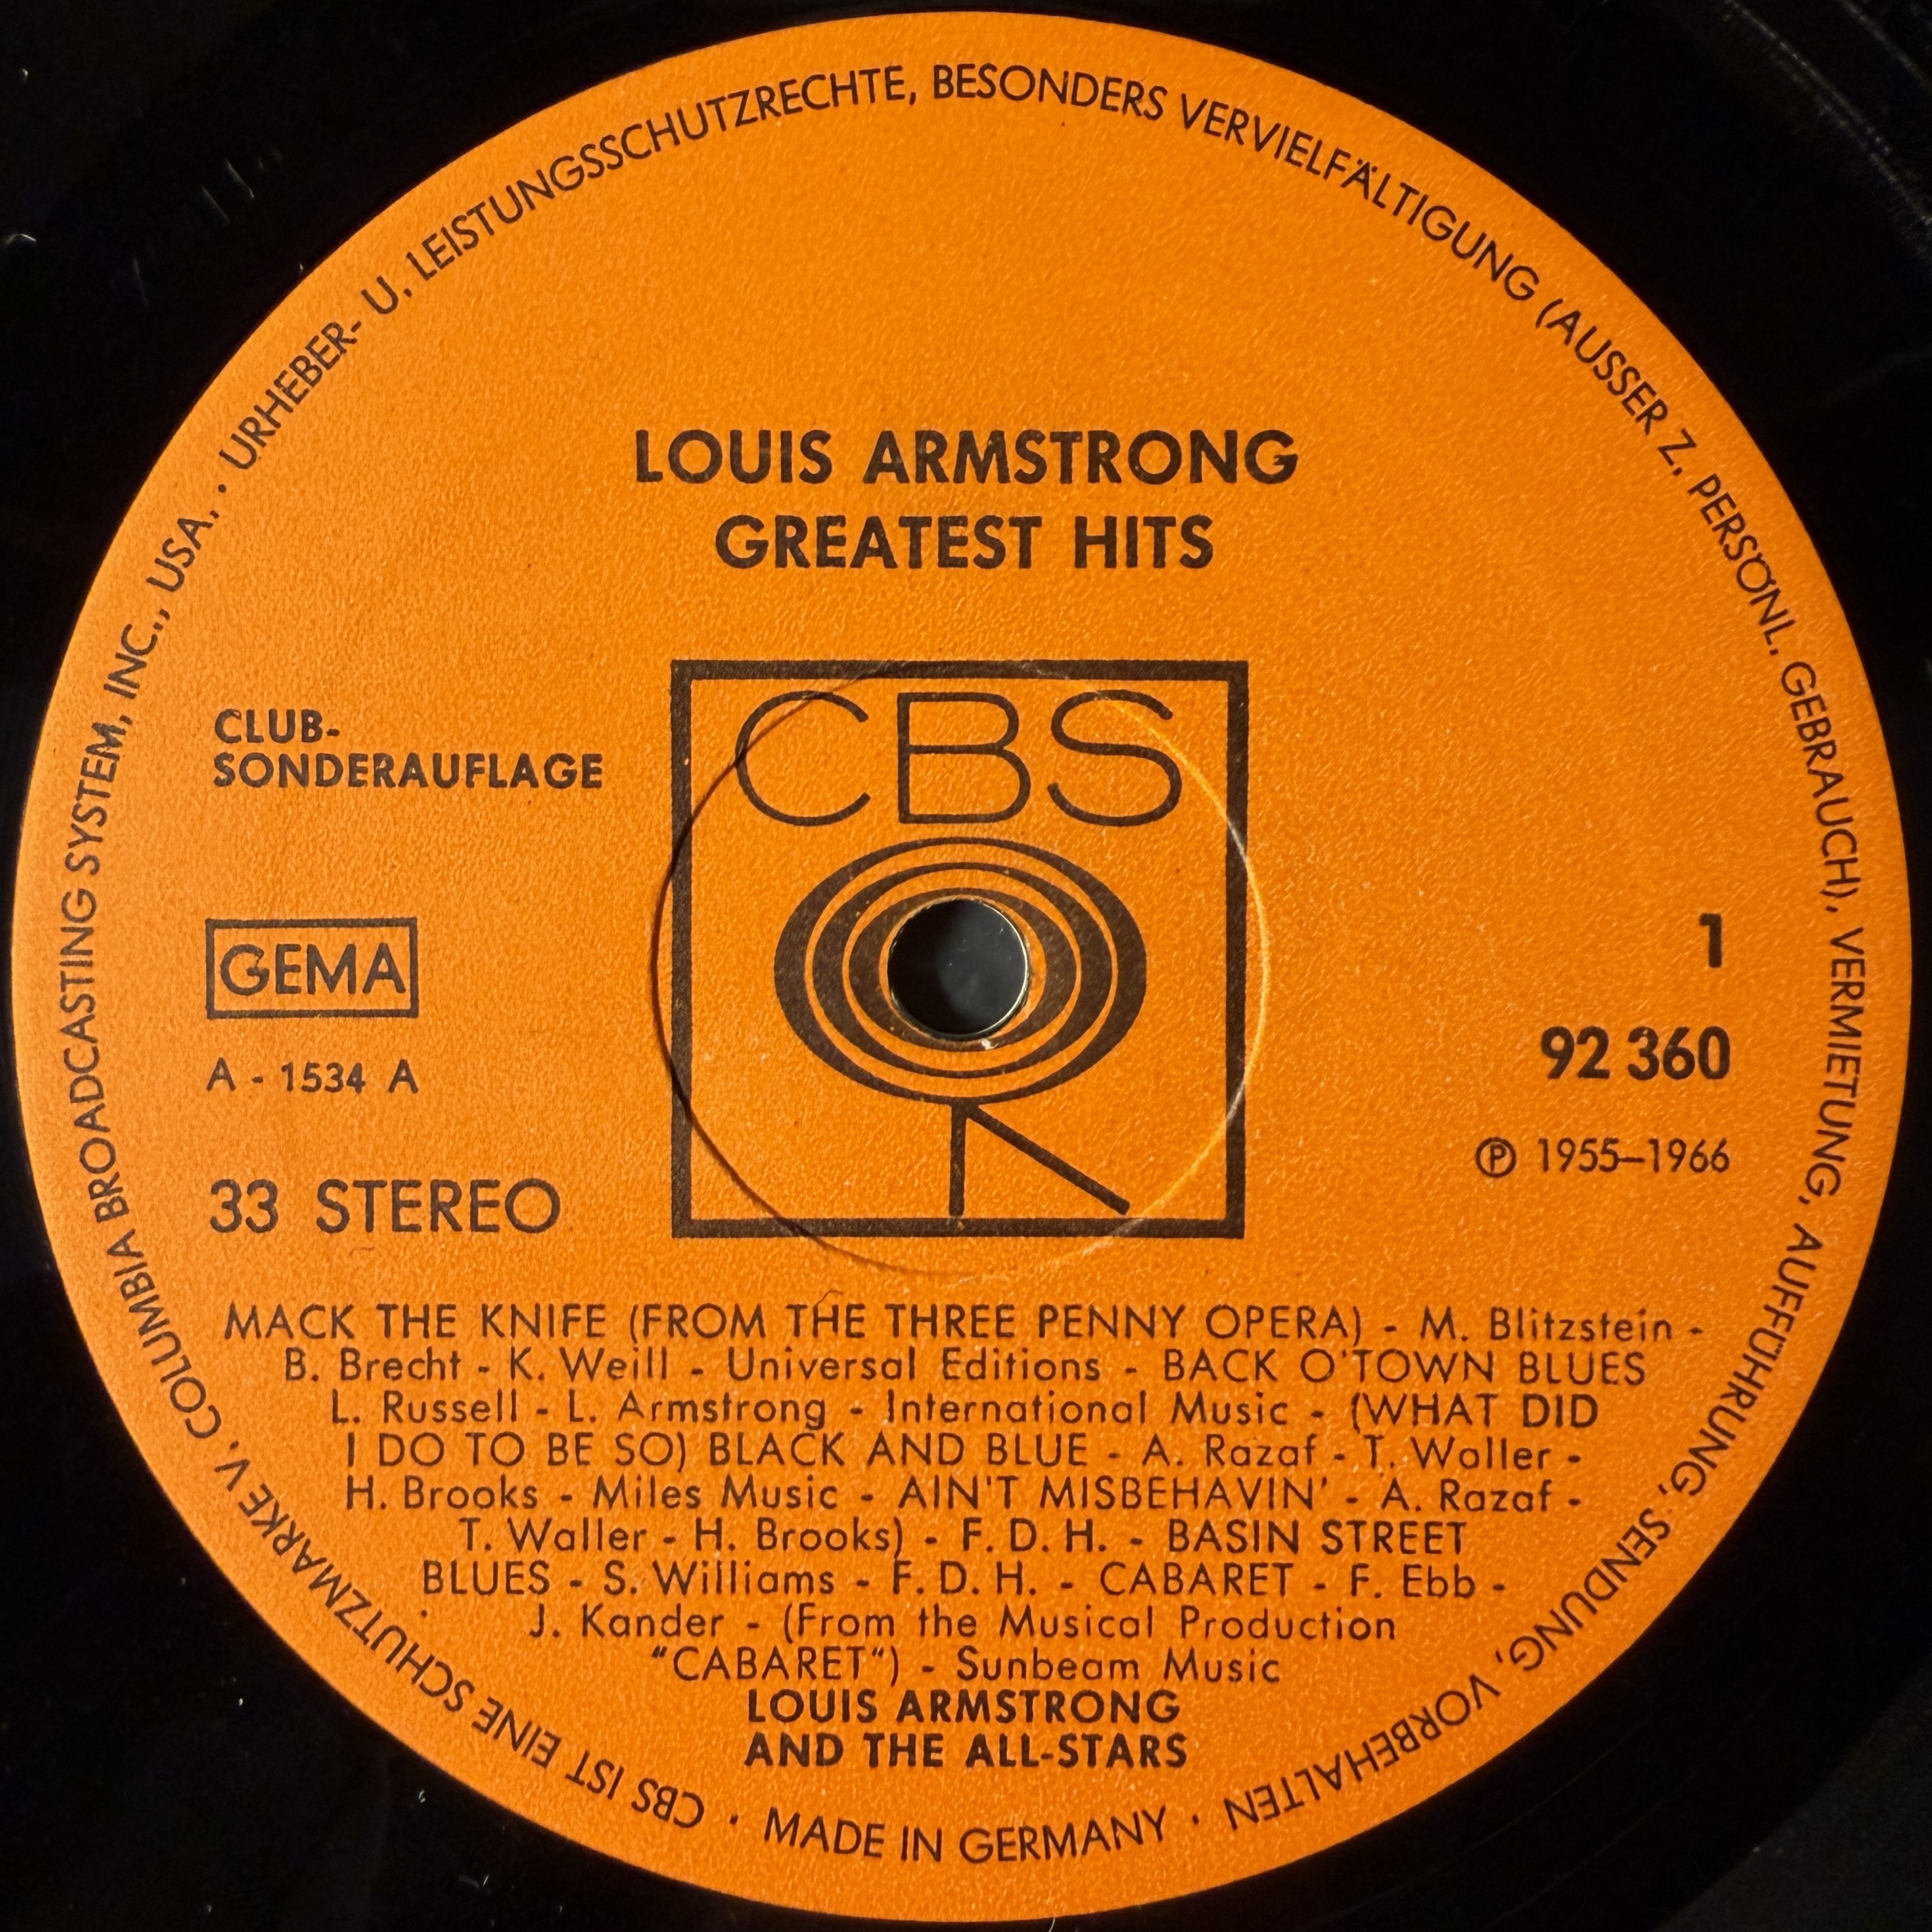 CBS IST EINE SCHUTZMARKE V. COLUMBIA BROADCASTING SYSTEM, INC., USA. · URHEBER- U. LEISTUNGSSCHUTZRECHTE, BESONDERS VERVIELFÄLTIGUNG (AUSSER Z. PERSÖNL. GEBRAUCH), VERMIETUNG, AUFFÜHRUNG, SENDUNG, VORBEHALTEN · MADE IN GERMANY ·
LOUIS ARMSTRONG
GREATEST HITS
CLUB-
SONDERAUFLAGE
CBS
GEMA
A - 1534 A
33 STEREO
1
92 360
Ⓟ 1955–1966
MACK THE KNIFE (FROM THE THREE PENNY OPERA) - M. Blitzstein -
B. Brecht - K. Weill - Universal Editions - BACK O'TOWN BLUES
L. Russell - L. Armstrong - International Music - (WHAT DID
I DO TO BE SO) BLACK AND BLUE - A. Razaf - T. Waller -
H. Brooks - Miles Music - AIN'T MISBEHAVIN' - A. Razaf -
T. Waller - H. Brooks) - F. D. H. - BASIN STREET
BLUES - S. Williams - F. D. H. - CABARET - F. Ebb -
J. Kander - (From the Musical Production
“CABARET“) - Sunbeam Music
LOUIS ARMSTRONG
AND THE ALL-STARS